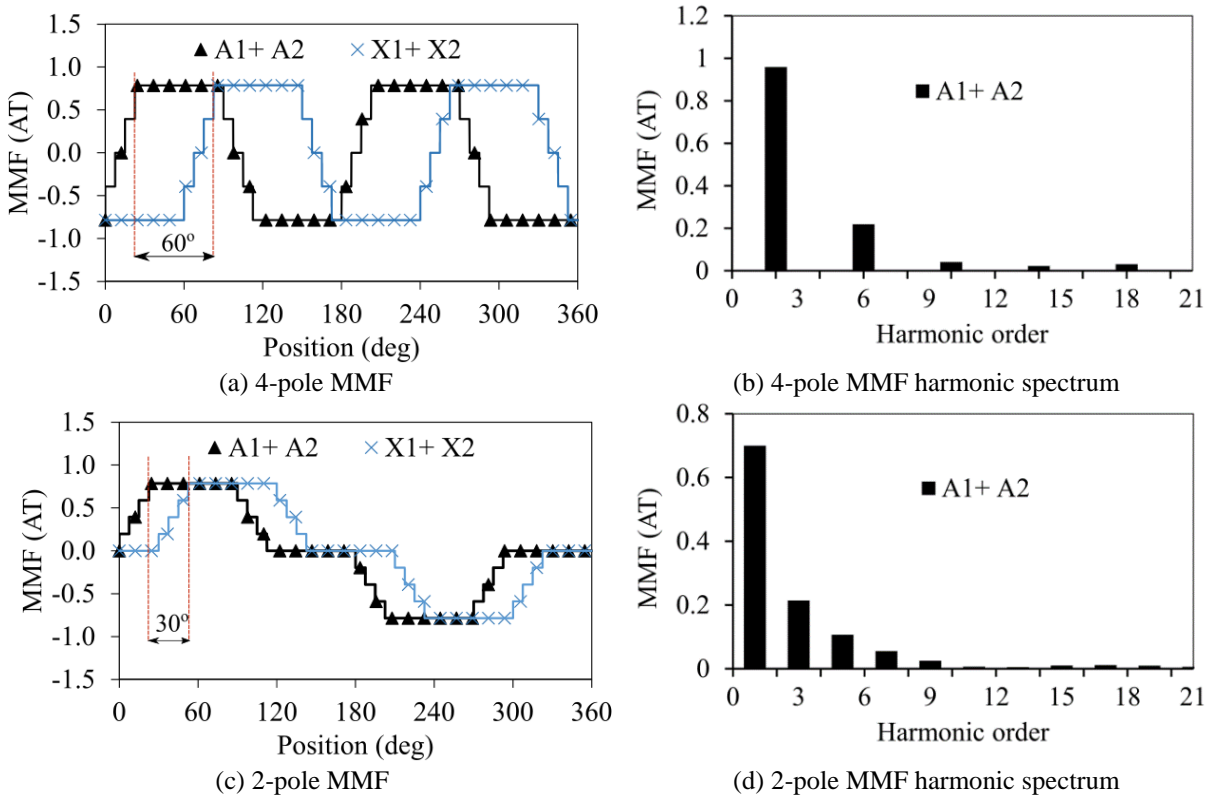 A1+ A2
X1+ X2
1.5
1.0
0.5
0.0
-0.5
-1.0
-1.5
MMF (AT)
60º
0 60 120 180 240 300 360
Position (deg)
(a) 4-pole MMF
1.2
1
0.8
0.6
0.4
0.2
0
MMF (AT)
A1+ A2
0 3 6 9 12 15 18 21
Harmonic order
(b) 4-pole MMF harmonic spectrum
A1+ A2
X1+ X2
1.5
1.0
0.5
0.0
-0.5
-1.0
-1.5
MMF (AT)
30º
0 60 120 180 240 300 360
Position (deg)
(c) 2-pole MMF
0.8
0.6
0.4
0.2
0
MMF (AT)
A1+ A2
0 3 6 9 12 15 18 21
Harmonic order
(d) 2-pole MMF harmonic spectrum